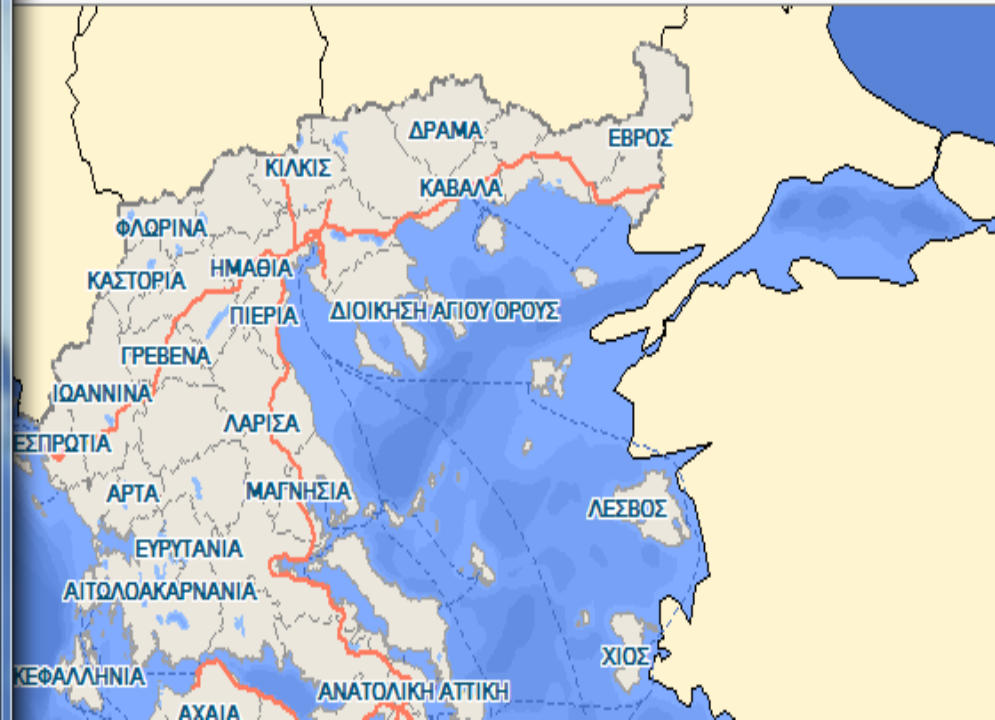 ΔΡΑΜΑ
ΕΒΡΟΣ
ΚΙΛΚΙΣ
ΚΑΒΑΛΑ
ΦΛΩΡΙΝΑ
ΗΜΑΘΙΑ
ΚΑΣΤΟΡΙΑ
ΠΙΕΡΙΑ
ΔΙΟΙΚΗΣΗ ΑΓΙΟΥ ΟΡΟΥΣ
ΓΡΕΒΕΝΑ
ΙΩΑΝΝΙΝΑ
ΛΑΡΙΣΑ
ΕΣΠΡΩΤΙΑ
ΑΡΤΑ
ΜΑΓΝΗΣΙΑ
ΛΕΣΒΟΣ
ΕΥΡΥΤΑΝΙΑ
ΑΙΤΩΛΟΑΚΑΡΝΑΝΙΑ
ΧΙΟΣ
ΚΕΦΑΛΛΗΝΙΑ
ΑΝΑΤΟΛΙΚΗ ΑΤΤΙΚΗ
ΑΧΑΙΑ